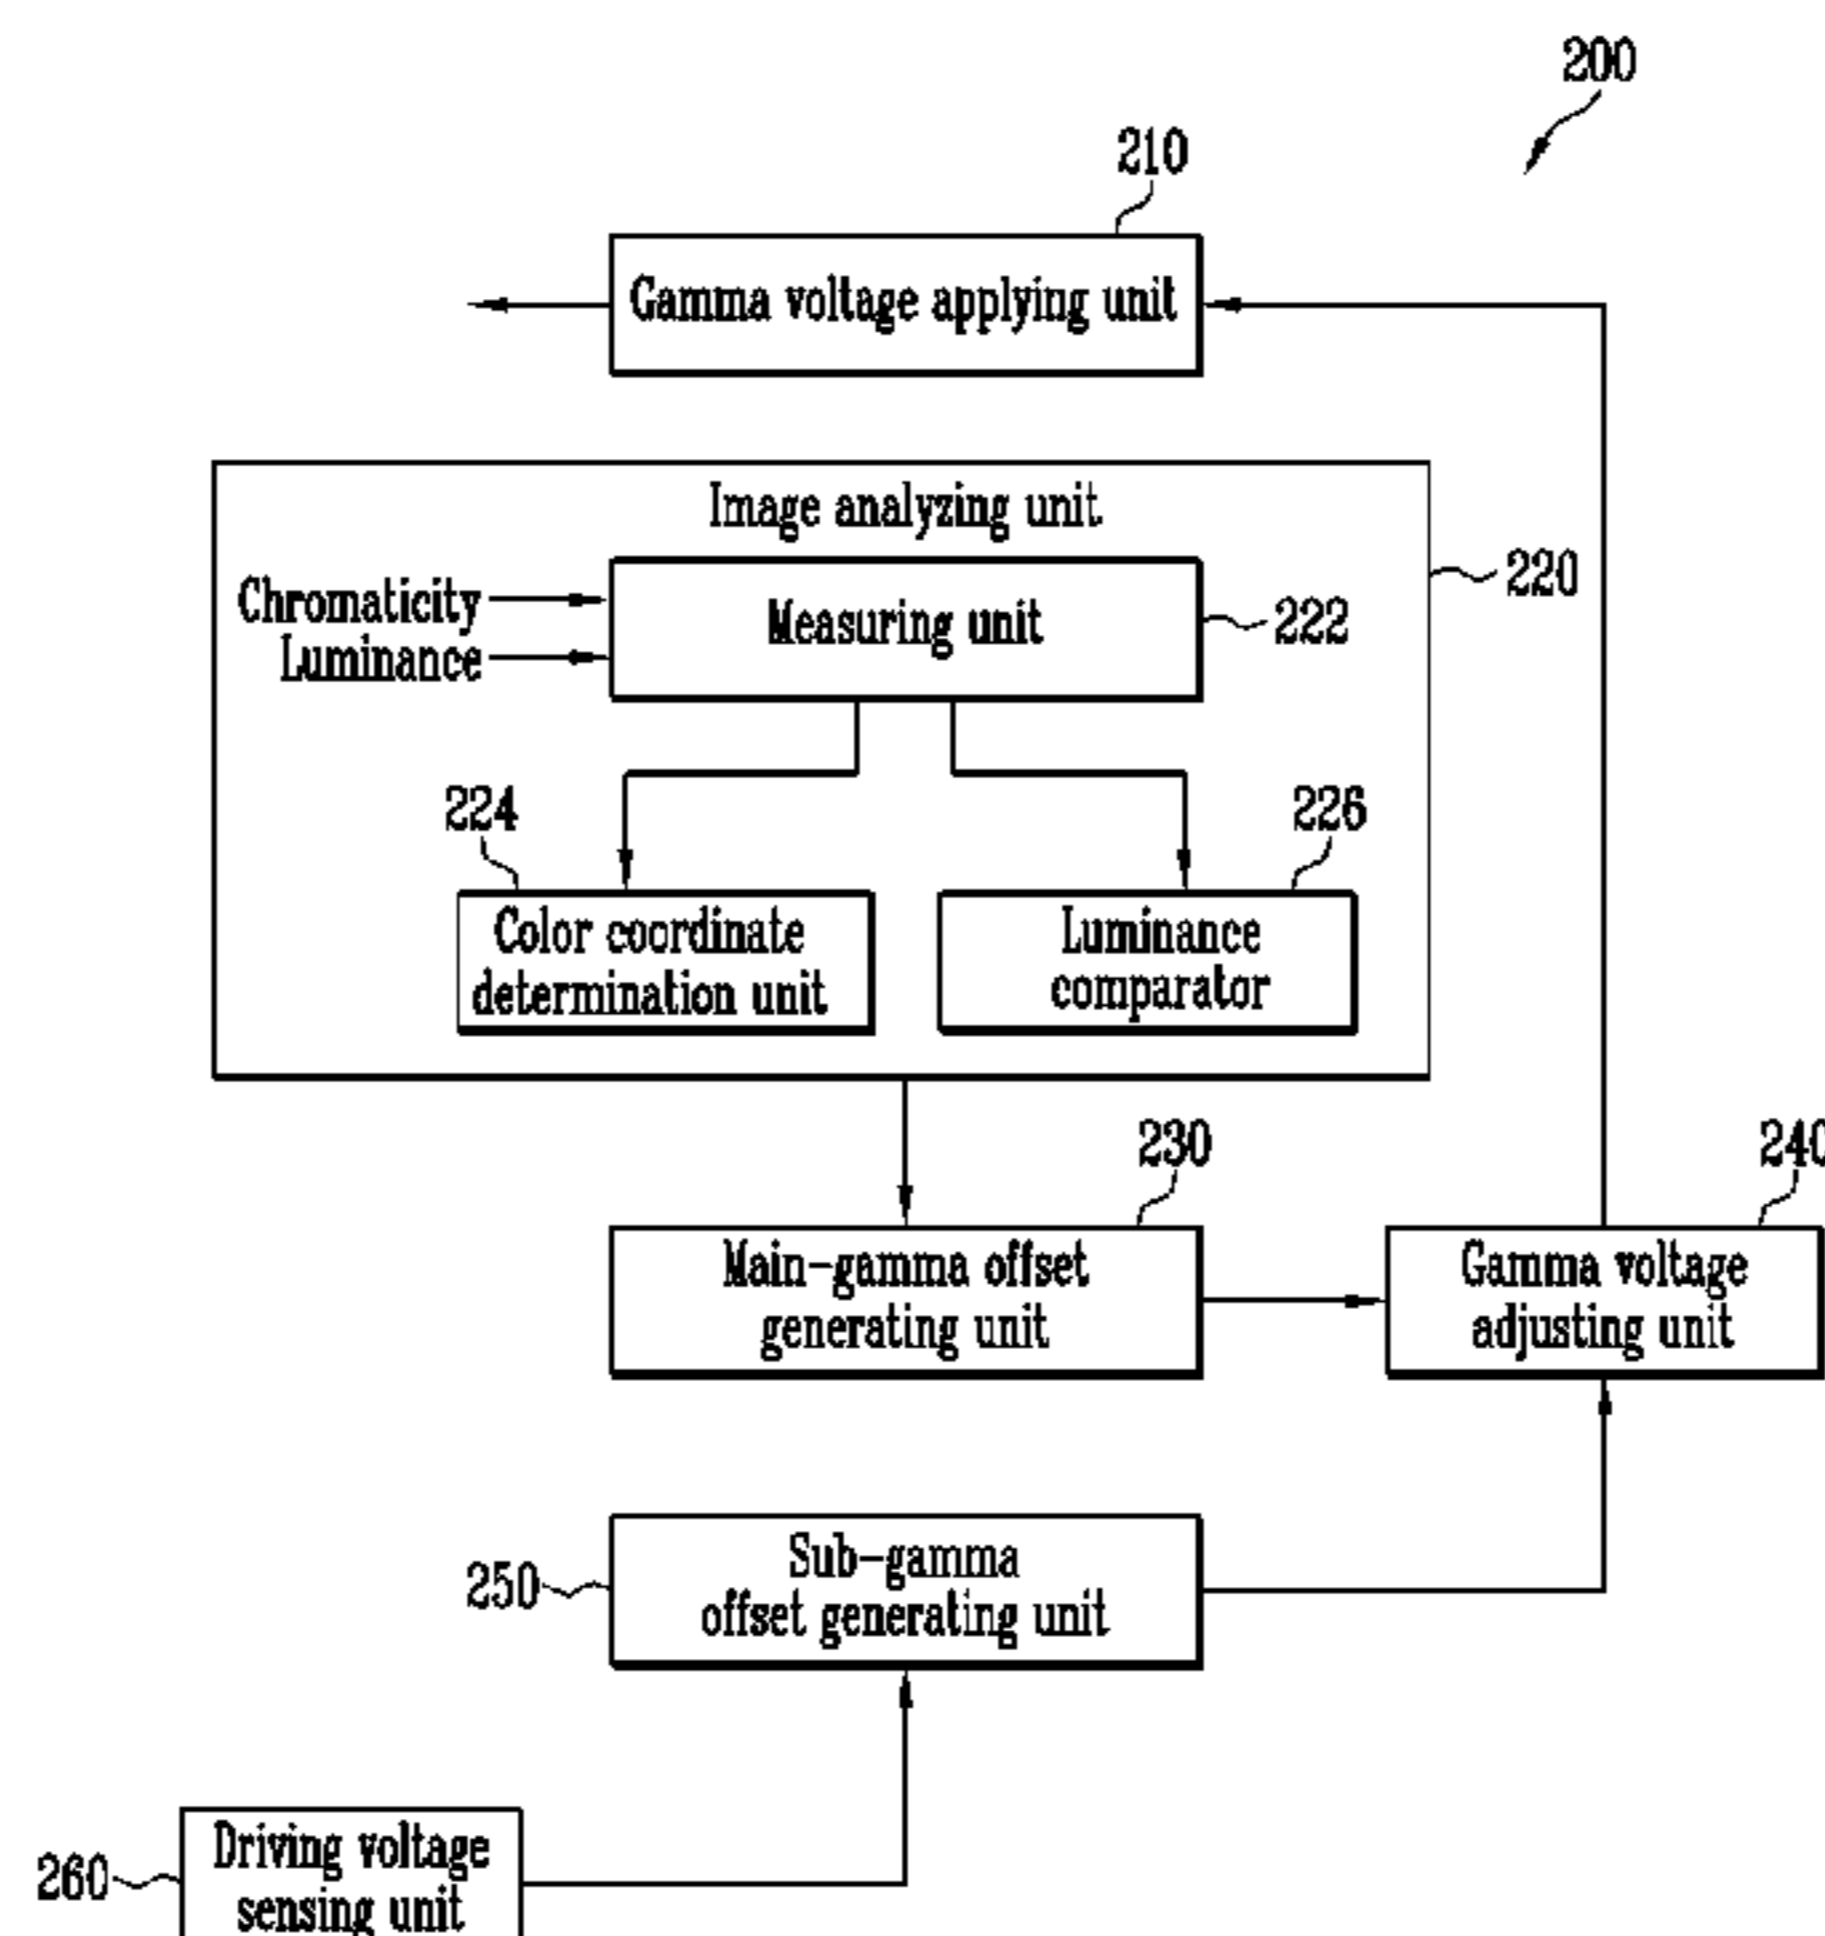 200
210
Gamma voltage applying unit
Image analyzing unit
220
Chromaticity
Luminance
Measuring unit
222
224
226
Color coordinate
determination unit
Luminance
comparator
230
240
Main-gamma offset
generating unit
Gamma voltage
adjusting unit
250
Sub-gamma
offset generating unit
260
Driving voltage
sensing unit